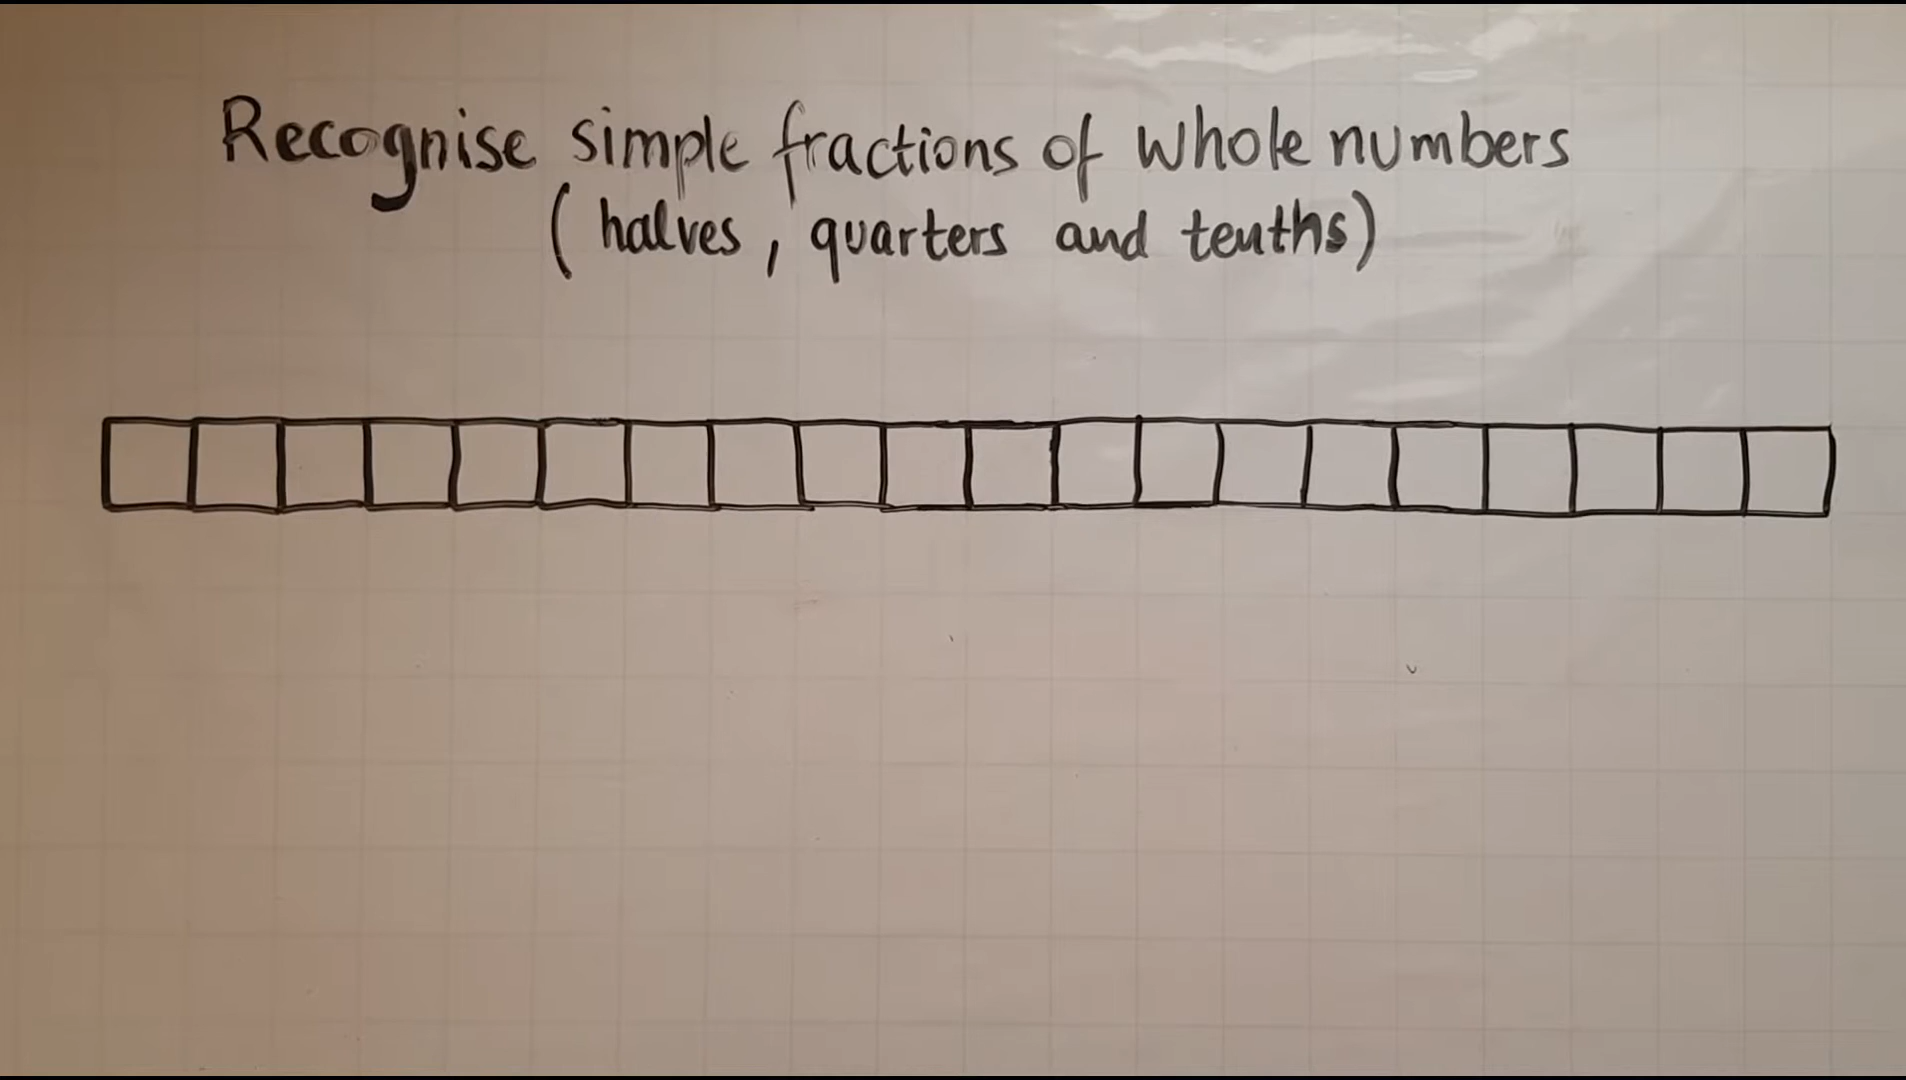 Recognise simple fractions of whole numbers
(halves, quarters and tenths)